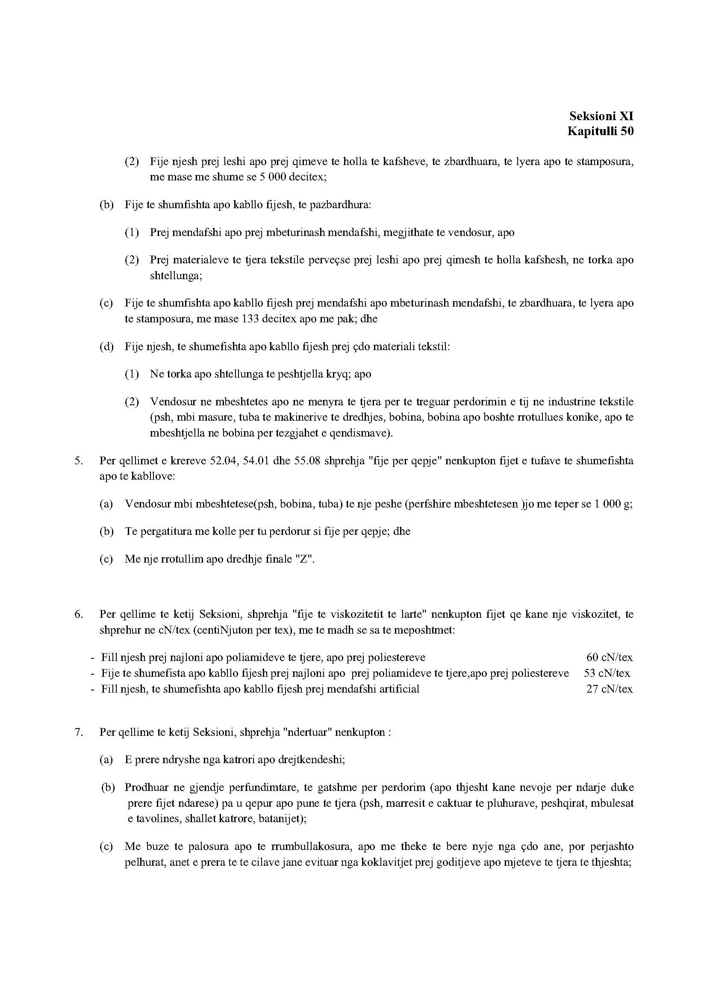 Seksioni XI
Kapitulli 50
(2) Fije njesh prej leshi apo prej qimeve te holla te kafsheve, te zbardhuara, te lyera apo te stamposura,
me mase me shume se 5 000 decitex;
(b) Fije te shumfishta apo kabllo fijesh, te pazbardhura:
(1) Prej mendafshi apo prej mbeturinash mendafshi, megjithate te vendosur, apo
(2) Prej materialeve te tjera tekstile perveçse prej leshi apo prej qimesh te holla kafshesh, ne torka apo
shtellunga;
(c) Fije te shumfishta apo kabllo fijesh prej mendafshi apo mbeturinash mendafshi, te zbardhuara, te lyera apo
te stamposura, me mase 133 decitex apo me pak; dhe
(d) Fije njesh, te shumefishta apo kabllo fijesh prej çdo materiali tekstil:
(1) Ne torka apo shtellunga te peshtjella kryq; apo
(2) Vendosur ne mbeshtetes apo ne menyra te tjera per te treguar perdorimin e tij ne industrine tekstile
(psh, mbi masure, tuba te makinerive te dredhjes, bobina, bobina apo boshte rrotullues konike, apo te
mbeshtjella ne bobina per tezgjahet e qendismave).
5. Per qellimet e krereve 52.04, 54.01 dhe 55.08 shprehja "fije per qepje" nenkupton fijet e tufave te shumefishta
apo te kabllove:
(a) Vendosur mbi mbeshtetese(psh, bobina, tuba) te nje peshe (perfshire mbeshtetesen )jo me teper se 1 000 g;
(b) Te pergatitura me kolle per tu perdorur si fije per qepje; dhe
(c) Me nje rrotullim apo dredhje finale "Z".
6. Per qellime te ketij Seksioni, shprehja "fije te viskozitetit te larte" nenkupton fijet qe kane nje viskozitet, te
shprehur ne cN/tex (centiNjuton per tex), me te madh se sa te meposhtmet:
- Fill njesh prej najloni apo poliamideve te tjere, apo prej poliestereve 60 cN/tex
- Fije te shumefista apo kabllo fijesh prej najloni apo prej poliamideve te tjere,apo prej poliestereve 53 cN/tex
- Fill njesh, te shumefishta apo kabllo fijesh prej mendafshi artificial 27 cN/tex
7. Per qellime te ketij Seksioni, shprehja "ndertuar" nenkupton :
(a) E prere ndryshe nga katrori apo drejtkendeshi;
(b) Prodhuar ne gjendje perfundimtare, te gatshme per perdorim (apo thjesht kane nevoje per ndarje duke
prere fijet ndarese) pa u qepur apo pune te tjera (psh, marresit e caktuar te pluhurave, peshqirat, mbulesat
e tavolines, shallet katrore, batanijet);
(c) Me buze te palosura apo te rrumbullakosura, apo me theke te bere nyje nga çdo ane, por perjashto
pelhurat, anet e prera te te cilave jane evituar nga koklavitjet prej goditjeve apo mjeteve te tjera te thjeshta;